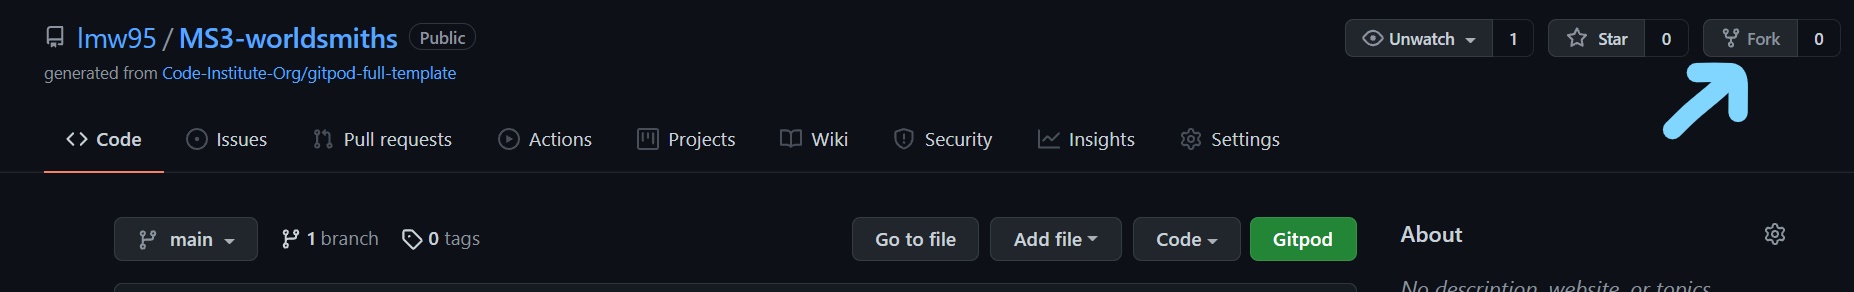 lmw95 / MS3-worldsmiths Public Unwatch 1 Star 0 Fork 0
generated from Code-Institute-Org/gitpod-full-template
Code Issues Pull requests Actions Projects Wiki Security Insights Settings
main 1 branch 0 tags Go to file Add file Code Gitpod About
No description, website, or topics